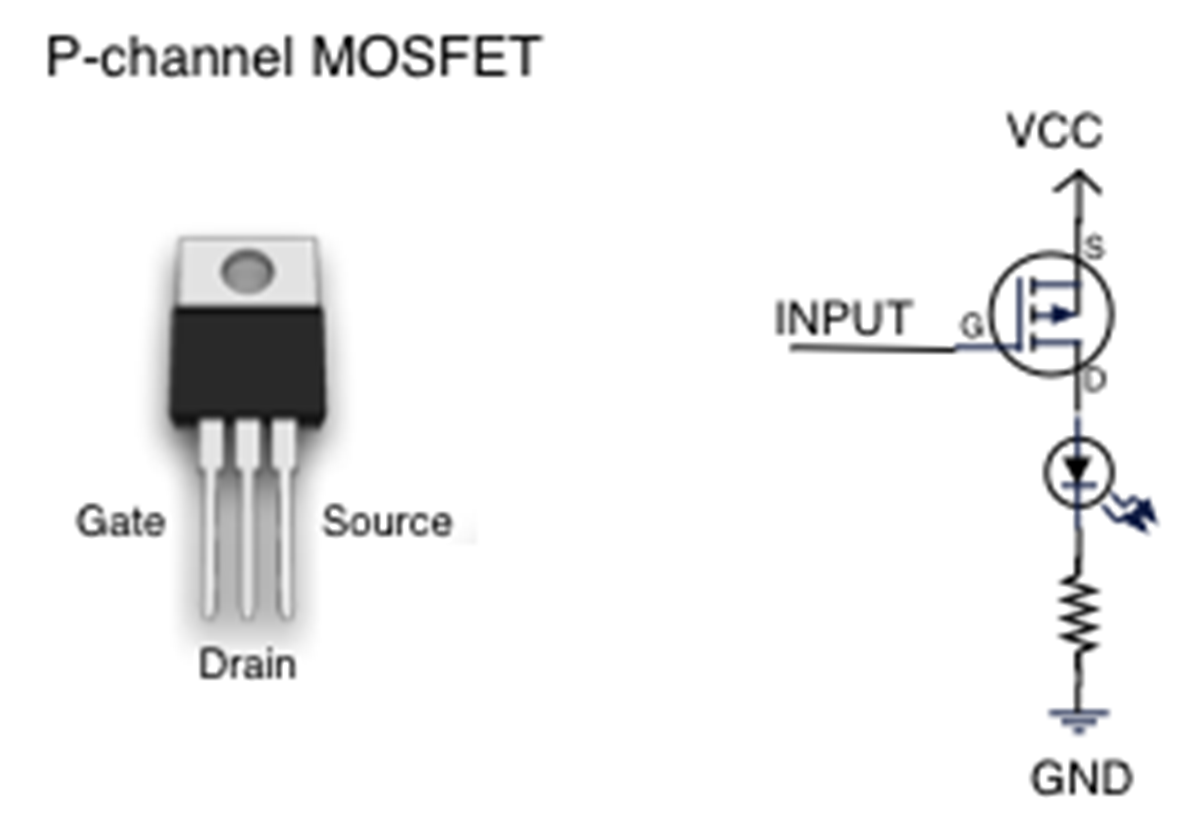 P-channel MOSFET
VCC
S
INPUT
G
D
Gate
Source
Drain
GND